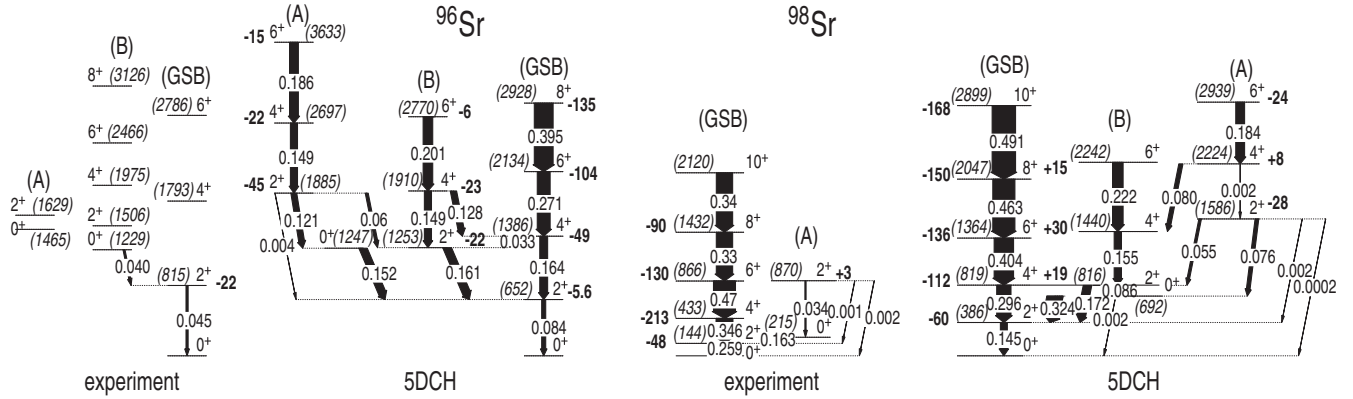 ⁹⁶Sr
(A)
2⁺ (1629)
0⁺
(1465)
(B)
8⁺ (3126)
6⁺ (2466)
4⁺ (1975)
2⁺ (1506)
0⁺ (1229)
0.040
(GSB)
(2786) 6⁺
(1793) 4⁺
(815) 2⁺ -22
0.045
0⁺
experiment
(A)
-15 6⁺ (3633)
0.186
-22 4⁺ (2697)
0.149
-45 2⁺ (1885)
0.121
0.06
0.004
0⁺ (1247)
0.152
(B)
(2770) 6⁺ -6
0.201
(1910) 4⁺ -23
0.149
0.128
(1253) 2⁺ -22
0.033
0.161
(GSB)
(2928) 8⁺ -135
0.395
(2134) 6⁺ -104
0.271
(1386) 4⁺ -49
0.164
(652) 2⁺ -5.6
0.084
0⁺
5DCH
⁹⁸Sr
(GSB)
(2120) 10⁺
0.34
-90 (1432) 8⁺
0.33
-130 (866) 6⁺
0.47
-213 (433) 4⁺
0.346
-48 (144) 2⁺
0.259
0⁺
(A)
(870) 2⁺ +3
0.034
0.001
0.002
(215) 0⁺
0.163
experiment
(GSB)
-168 (2899) 10⁺
0.491
-150 (2047) 8⁺
0.463
-136 (1364) 6⁺
0.404
-112 (819) 4⁺
0.296
-60 (386) 2⁺
0.145
0⁺
(B)
(2242) 6⁺
+15
0.222
+30 (1440) 4⁺
0.155
+19 (816) 2⁺
0.324
0.172
0.086
0.002
0⁺
(692)
(A)
(2939) 6⁺ -24
0.184
(2224) 4⁺ +8
0.080
0.002
(1586) 2⁺ -28
0.055
0.076
0.002
0.0002
5DCH